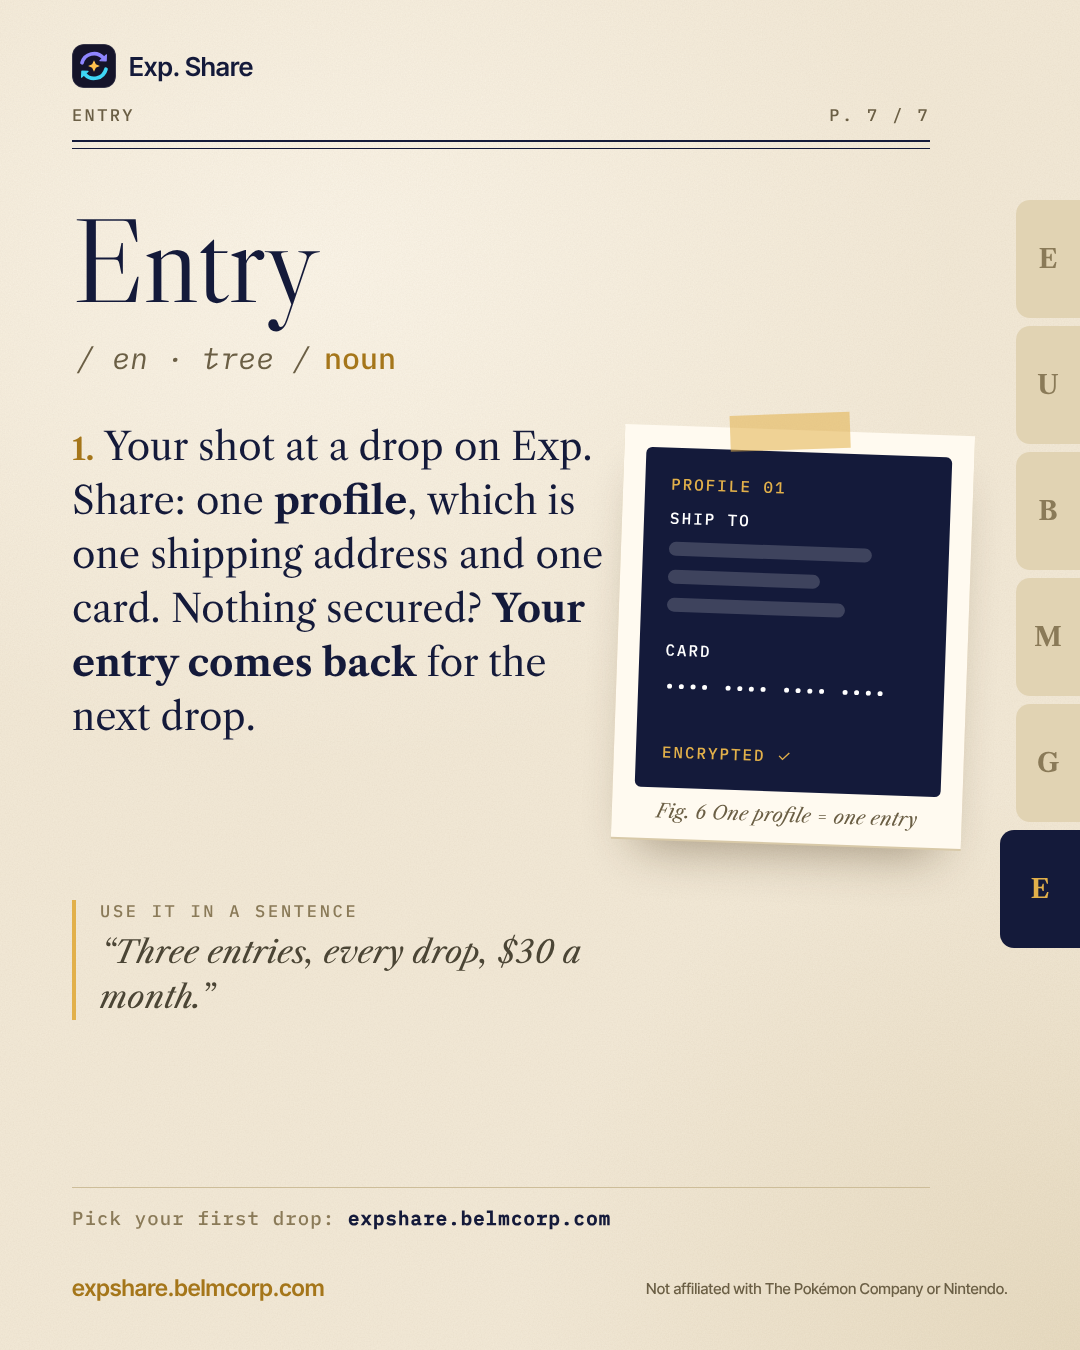 Exp. Share
ENTRY
P. 7 / 7
Entry
/ en · tree / noun
1. Your shot at a drop on Exp.
Share: one profile, which is
one shipping address and one
card. Nothing secured? Your
entry comes back for the
next drop.
PROFILE 01
SHIP TO
CARD
•••• •••• •••• ••••
ENCRYPTED ✓
Fig. 6 One profile = one entry
E
U
B
M
G
E
USE IT IN A SENTENCE
“Three entries, every drop, $30 a
month.”
Pick your first drop: expshare.belmcorp.com
expshare.belmcorp.com
Not affiliated with The Pokémon Company or Nintendo.